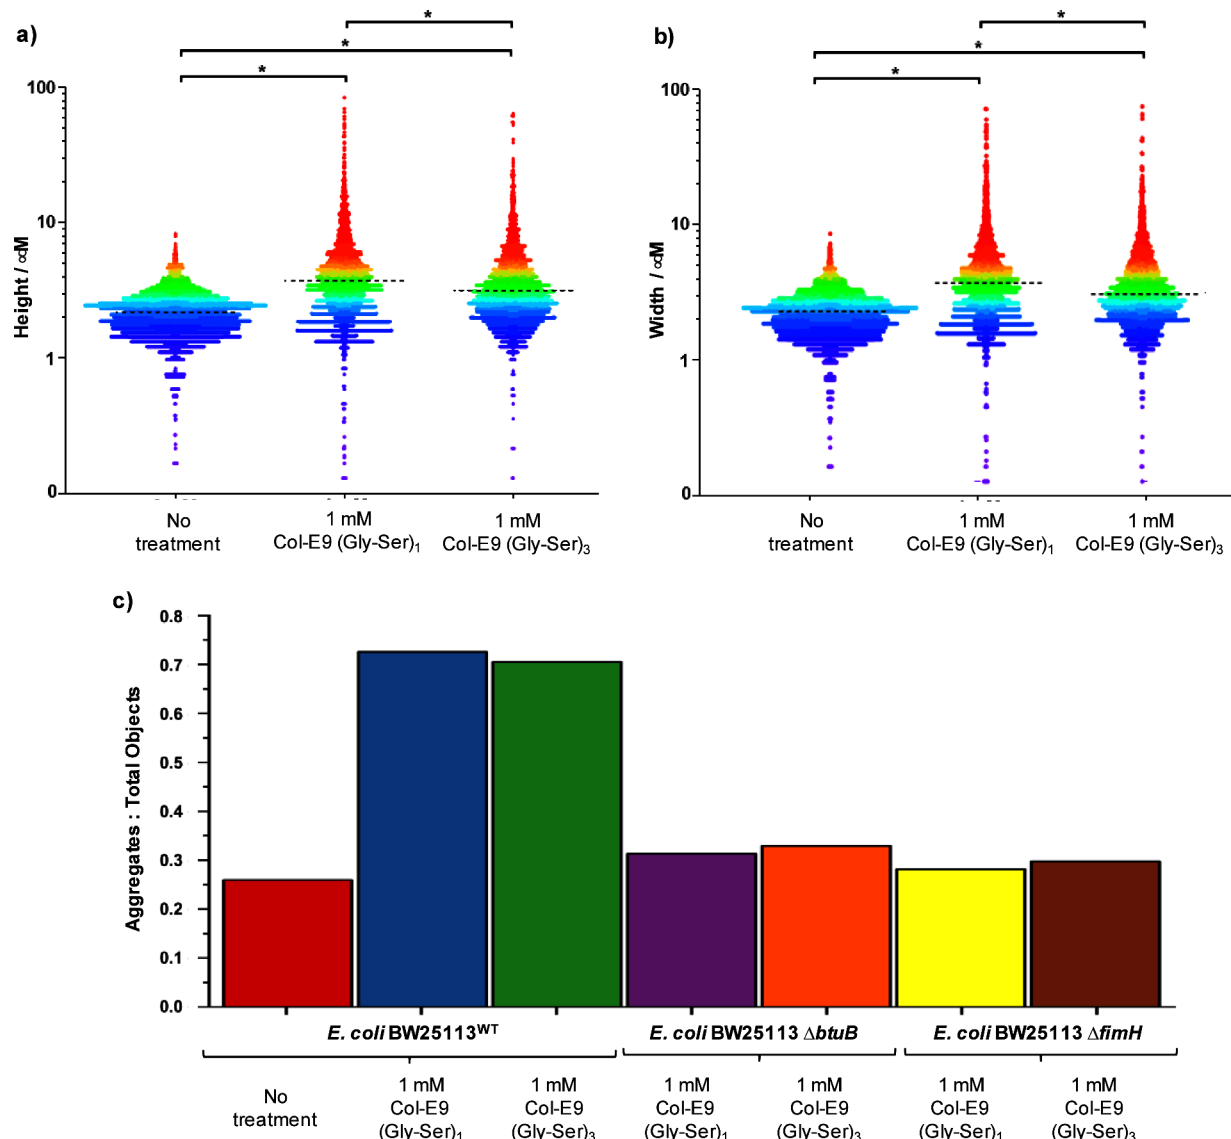 a)
*
*
*
100
10
1
0
Height / αM
No
treatment
1 mM
Col-E9 (Gly-Ser)₁
1 mM
Col-E9 (Gly-Ser)₃
b)
*
*
*
100
10
1
0
Width / αM
No
treatment
1 mM
Col-E9 (Gly-Ser)₁
1 mM
Col-E9 (Gly-Ser)₃
c)
0.8
0.7
0.6
0.5
0.4
0.3
0.2
0.1
0.0
Aggregates : Total Objects
E. coli BW25113ᵂᵀ
E. coli BW25113 ΔbtuB
E. coli BW25113 ΔfimH
No
treatment
1 mM
Col-E9
(Gly-Ser)₁
1 mM
Col-E9
(Gly-Ser)₃
1 mM
Col-E9
(Gly-Ser)₁
1 mM
Col-E9
(Gly-Ser)₃
1 mM
Col-E9
(Gly-Ser)₁
1 mM
Col-E9
(Gly-Ser)₃